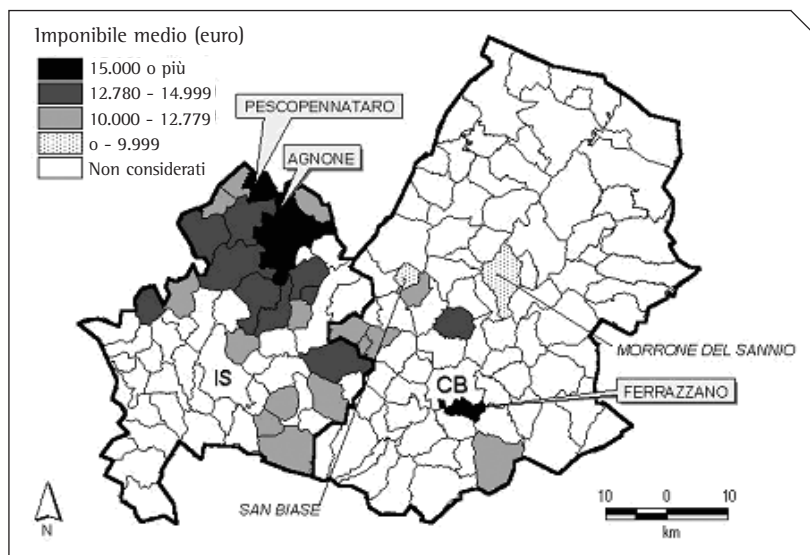 Imponibile medio (euro)
15.000 o più
12.780 - 14.999
10.000 - 12.779
o - 9.999
Non considerati
PESCOPENNATARO
AGNONE
MORRONE DEL SANNIO
IS
CB
FERRAZZANO
SAN BIASE
N
10 0 10
km